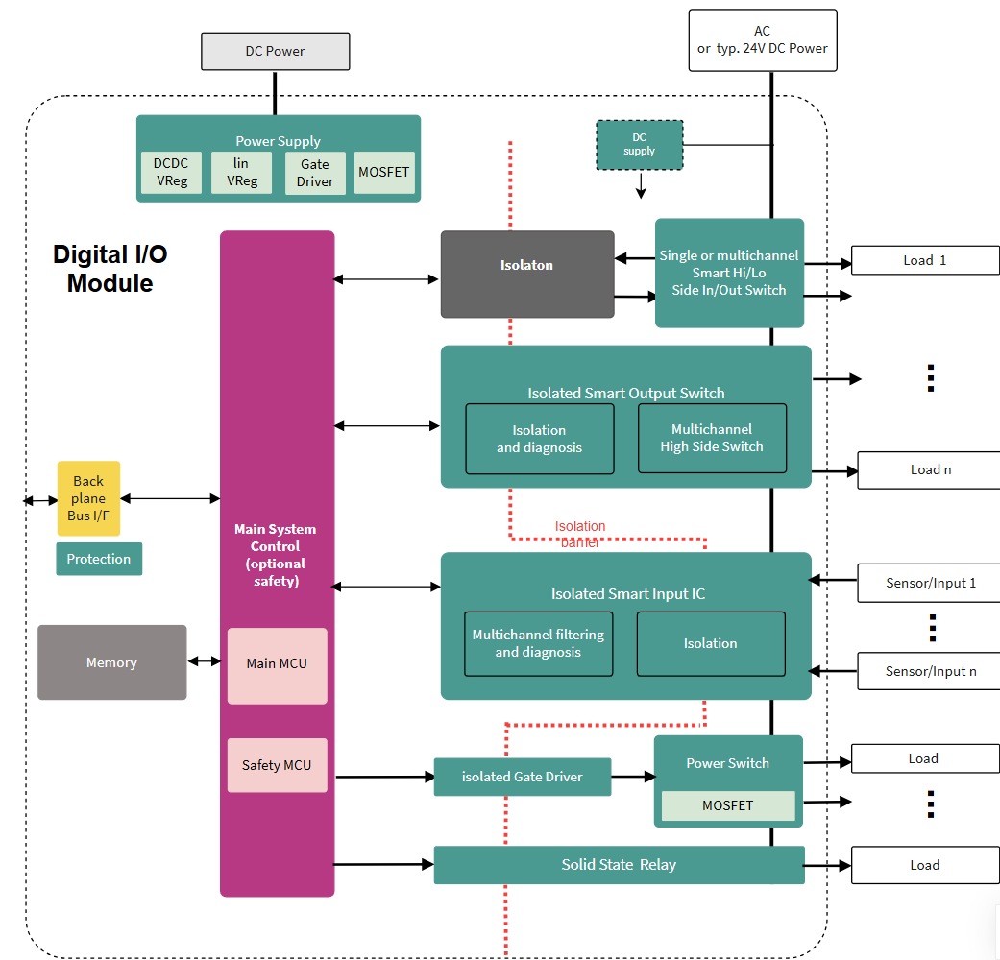 DC Power
AC
or typ. 24V DC Power
Power Supply
DCDC
VReg
lin
VReg
Gate
Driver
MOSFET
DC
supply
Digital I/O
Module
Isolaton
Single or multichannel
Smart Hi/Lo
Side In/Out Switch
Load 1
Isolated Smart Output Switch
Isolation
and diagnosis
Multichannel
High Side Switch
Load n
Back
plane
Bus I/F
Protection
Main System
Control
(optional
safety)
Isolation
barrier
Isolated Smart Input IC
Multichannel filtering
and diagnosis
Isolation
Sensor/Input 1
Sensor/Input n
Memory
Main MCU
Safety MCU
isolated Gate Driver
Power Switch
MOSFET
Load
Solid State Relay
Load